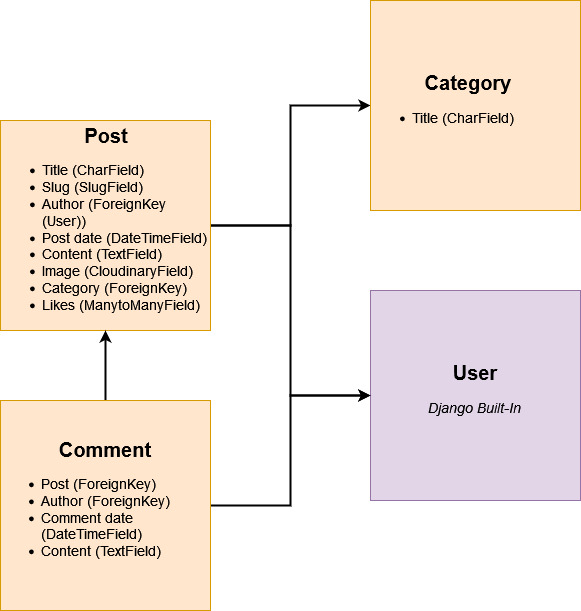 Category
• Title (CharField)
Post
• Title (CharField)
• Slug (SlugField)
• Author (ForeignKey
(User))
• Post date (DateTimeField)
• Content (TextField)
• Image (CloudinaryField)
• Category (ForeignKey)
• Likes (ManytoManyField)
User
Django Built-In
Comment
• Post (ForeignKey)
• Author (ForeignKey)
• Comment date
(DateTimeField)
• Content (TextField)